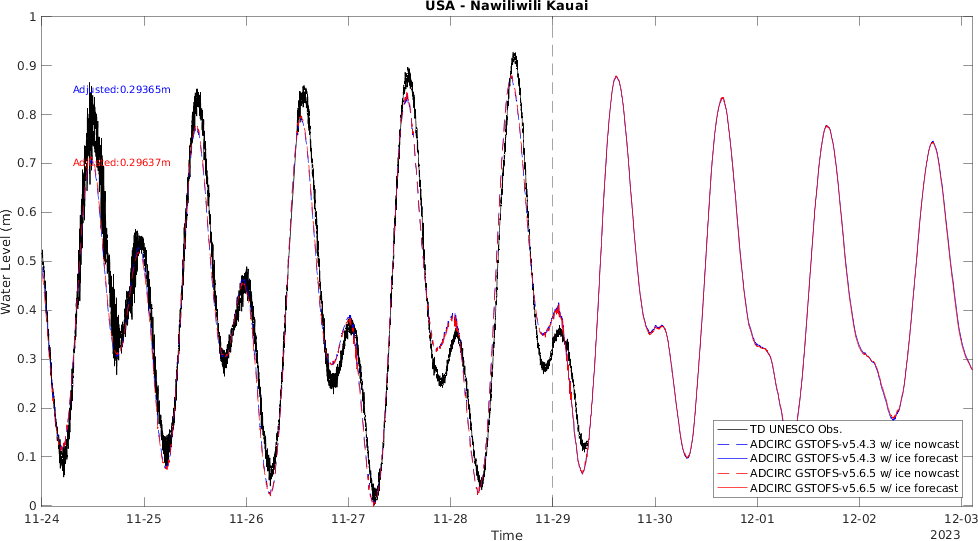 USA - Nawiliwili Kauai
1
0.9
0.8
0.7
0.6
0.5
0.4
0.3
0.2
0.1
0
Water Level (m)
Adjusted:0.29365m
Adjusted:0.29637m
TD UNESCO Obs.
ADCIRC GSTOFS-v5.4.3 w/ ice nowcast
ADCIRC GSTOFS-v5.4.3 w/ ice forecast
ADCIRC GSTOFS-v5.6.5 w/ ice nowcast
ADCIRC GSTOFS-v5.6.5 w/ ice forecast
11-24 11-25 11-26 11-27 11-28 11-29 11-30 12-01 12-02 12-03
2023
Time